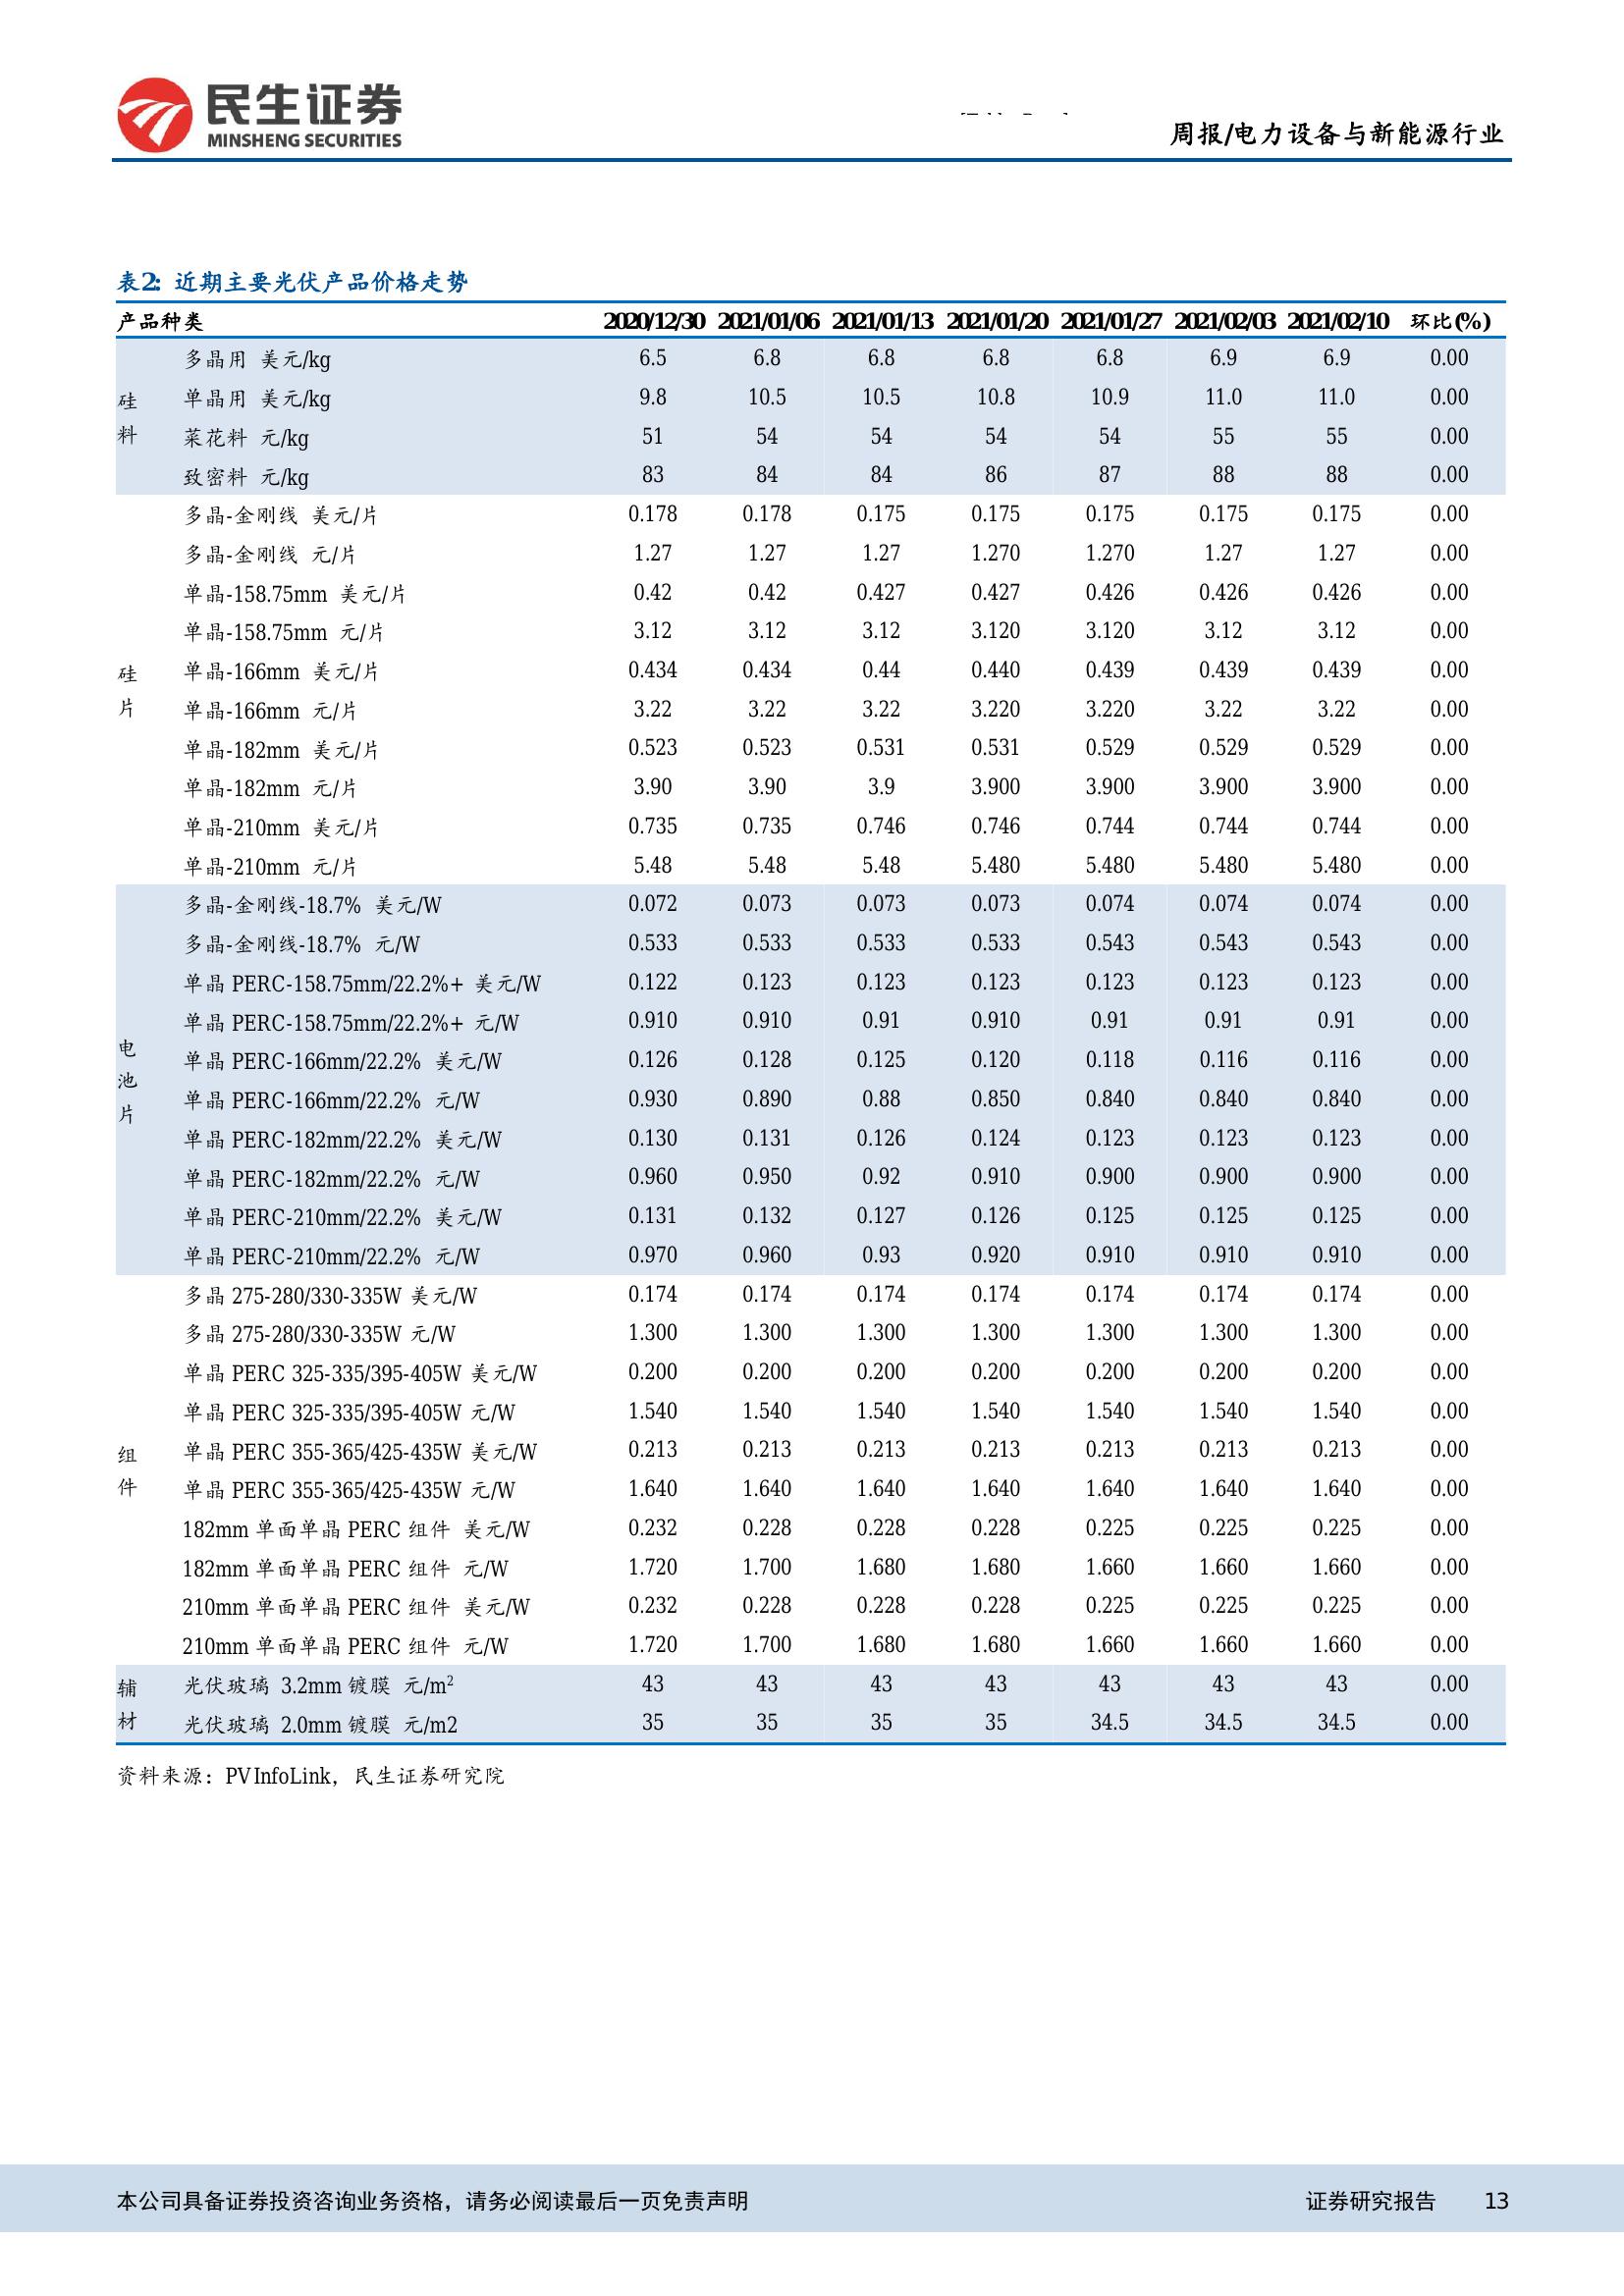 民生证券
MINSHENG SECURITIES
周报/电力设备与新能源行业
表2: 近期主要光伏产品价格走势
产品种类 2020/12/30 2021/01/06 2021/01/13 2021/01/20 2021/01/27 2021/02/03 2021/02/10 环比(%)
硅料
多晶用 美元/kg 6.5 6.8 6.8 6.8 6.8 6.9 6.9 0.00
单晶用 美元/kg 9.8 10.5 10.5 10.8 10.9 11.0 11.0 0.00
菜花料 元/kg 51 54 54 54 54 55 55 0.00
致密料 元/kg 83 84 84 86 87 88 88 0.00
硅片
多晶-金刚线 美元/片 0.178 0.178 0.175 0.175 0.175 0.175 0.175 0.00
多晶-金刚线 元/片 1.27 1.27 1.27 1.270 1.270 1.27 1.27 0.00
单晶-158.75mm 美元/片 0.42 0.42 0.427 0.427 0.426 0.426 0.426 0.00
单晶-158.75mm 元/片 3.12 3.12 3.12 3.120 3.120 3.12 3.12 0.00
单晶-166mm 美元/片 0.434 0.434 0.44 0.440 0.439 0.439 0.439 0.00
单晶-166mm 元/片 3.22 3.22 3.22 3.220 3.220 3.22 3.22 0.00
单晶-182mm 美元/片 0.523 0.523 0.531 0.531 0.529 0.529 0.529 0.00
单晶-182mm 元/片 3.90 3.90 3.9 3.900 3.900 3.900 3.900 0.00
单晶-210mm 美元/片 0.735 0.735 0.746 0.746 0.744 0.744 0.744 0.00
单晶-210mm 元/片 5.48 5.48 5.48 5.480 5.480 5.480 5.480 0.00
电池片
多晶-金刚线-18.7% 美元/W 0.072 0.073 0.073 0.073 0.074 0.074 0.074 0.00
多晶-金刚线-18.7% 元/W 0.533 0.533 0.533 0.533 0.543 0.543 0.543 0.00
单晶 PERC-158.75mm/22.2%+ 美元/W 0.122 0.123 0.123 0.123 0.123 0.123 0.123 0.00
单晶 PERC-158.75mm/22.2%+ 元/W 0.910 0.910 0.91 0.910 0.91 0.91 0.91 0.00
单晶 PERC-166mm/22.2% 美元/W 0.126 0.128 0.125 0.120 0.118 0.116 0.116 0.00
单晶 PERC-166mm/22.2% 元/W 0.930 0.890 0.88 0.850 0.840 0.840 0.840 0.00
单晶 PERC-182mm/22.2% 美元/W 0.130 0.131 0.126 0.124 0.123 0.123 0.123 0.00
单晶 PERC-182mm/22.2% 元/W 0.960 0.950 0.92 0.910 0.900 0.900 0.900 0.00
单晶 PERC-210mm/22.2% 美元/W 0.131 0.132 0.127 0.126 0.125 0.125 0.125 0.00
单晶 PERC-210mm/22.2% 元/W 0.970 0.960 0.93 0.920 0.910 0.910 0.910 0.00
组件
多晶 275-280/330-335W 美元/W 0.174 0.174 0.174 0.174 0.174 0.174 0.174 0.00
多晶 275-280/330-335W 元/W 1.300 1.300 1.300 1.300 1.300 1.300 1.300 0.00
单晶 PERC 325-335/395-405W 美元/W 0.200 0.200 0.200 0.200 0.200 0.200 0.200 0.00
单晶 PERC 325-335/395-405W 元/W 1.540 1.540 1.540 1.540 1.540 1.540 1.540 0.00
单晶 PERC 355-365/425-435W 美元/W 0.213 0.213 0.213 0.213 0.213 0.213 0.213 0.00
单晶 PERC 355-365/425-435W 元/W 1.640 1.640 1.640 1.640 1.640 1.640 1.640 0.00
182mm 单面单晶 PERC 组件 美元/W 0.232 0.228 0.228 0.228 0.225 0.225 0.225 0.00
182mm 单面单晶 PERC 组件 元/W 1.720 1.700 1.680 1.680 1.660 1.660 1.660 0.00
210mm 单面单晶 PERC 组件 美元/W 0.232 0.228 0.228 0.228 0.225 0.225 0.225 0.00
210mm 单面单晶 PERC 组件 元/W 1.720 1.700 1.680 1.680 1.660 1.660 1.660 0.00
辅材
光伏玻璃 3.2mm 镀膜 元/m² 43 43 43 43 43 43 43 0.00
光伏玻璃 2.0mm 镀膜 元/m2 35 35 35 35 34.5 34.5 34.5 0.00
资料来源：PVInfoLink，民生证券研究院
本公司具备证券投资咨询业务资格，请务必阅读最后一页免责声明 证券研究报告 13